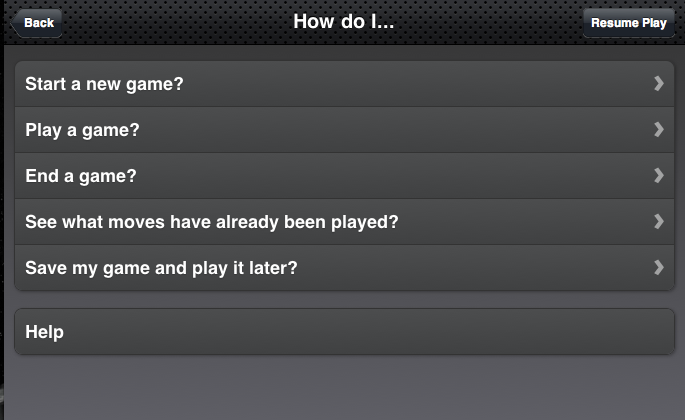 Back
How do I...
Resume Play
Start a new game?
Play a game?
End a game?
See what moves have already been played?
Save my game and play it later?
Help